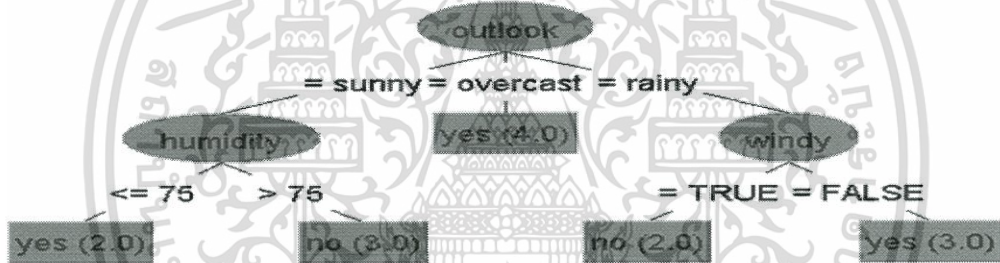 outlook
= sunny = overcast = rainy
humidity yes (4.0) windy
<= 75 > 75 = TRUE = FALSE
yes (2.0) no (3.0) no (2.0) yes (3.0)